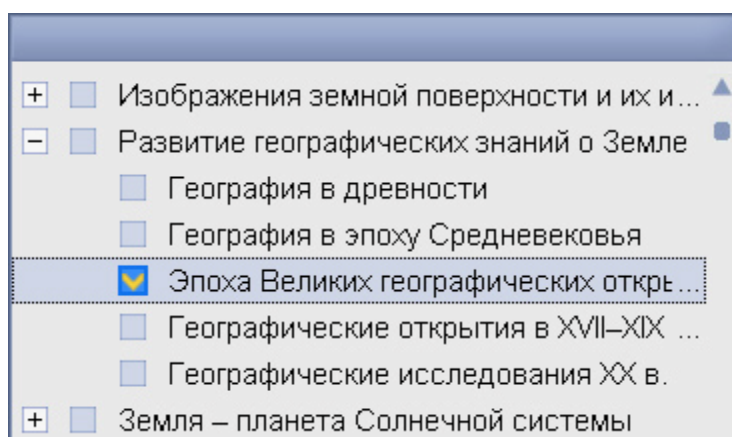 Изображения земной поверхности и их и...
Развитие географических знаний о Земле
География в древности
География в эпоху Средневековья
Эпоха Великих географических откры...
Географические открытия в XVII–XIX ...
Географические исследования XX в.
Земля – планета Солнечной системы